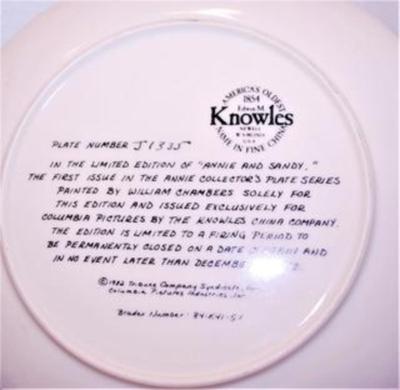 AMERICA'S OLDEST
1854
Edwin M.
Knowles
NEWELL
W. VIRGINIA
U.S.A.
NAME IN FINE CHINA
PLATE NUMBER J1335
IN THE LIMITED EDITION OF "ANNIE AND SANDY,"
THE FIRST ISSUE IN THE ANNIE COLLECTOR'S PLATE SERIES
PAINTED BY WILLIAM CHAMBERS SOLELY FOR
THIS EDITION AND ISSUED EXCLUSIVELY FOR
COLUMBIA PICTURES BY THE KNOWLES CHINA COMPANY.
THE EDITION IS LIMITED TO A FIRING PERIOD TO
BE PERMANENTLY CLOSED ON A DATE AND
IN NO EVENT LATER THAN DECEMBER
©1982 Tribune Company Syndicate, Inc.
Columbia Pictures Industries, Inc.
Bradex Number: 84-K41-5.1